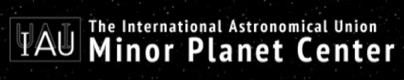 IAU
The International Astronomical Union
Minor Planet Center